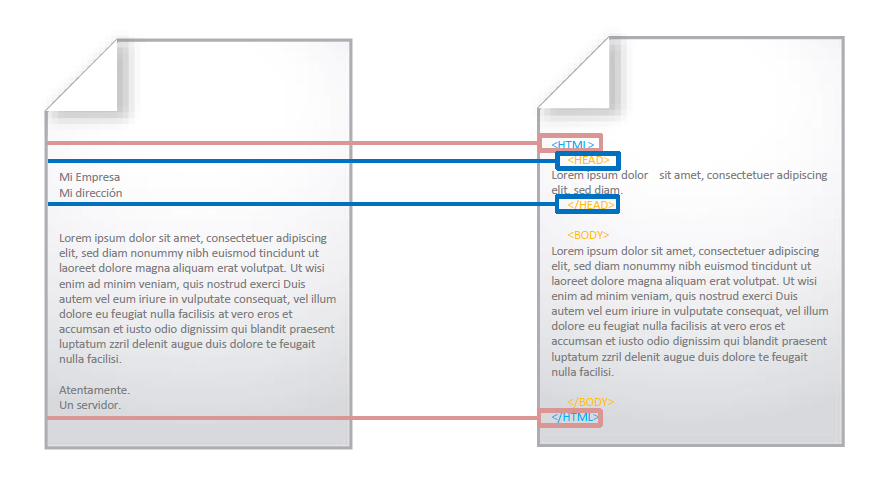 Mi Empresa
Mi dirección
Lorem ipsum dolor sit amet, consectetuer adipiscing
elit, sed diam nonummy nibh euismod tincidunt ut
laoreet dolore magna aliquam erat volutpat. Ut wisi
enim ad minim veniam, quis nostrud exerci Duis
autem vel eum iriure in vulputate consequat, vel illum
dolore eu feugiat nulla facilisis at vero eros et
accumsan et iusto odio dignissim qui blandit praesent
luptatum zzril delenit augue duis dolore te feugait
nulla facilisi.
Atentamente.
Un servidor.
<HTML>
<HEAD>
Lorem ipsum dolor sit amet, consectetuer adipiscing
elit, sed diam.
</HEAD>
<BODY>
Lorem ipsum dolor sit amet, consectetuer adipiscing
elit, sed diam nonummy nibh euismod tincidunt ut
laoreet dolore magna aliquam erat volutpat. Ut wisi
enim ad minim veniam, quis nostrud exerci Duis
autem vel eum iriure in vulputate consequat, vel illum
dolore eu feugiat nulla facilisis at vero eros et
accumsan et iusto odio dignissim qui blandit praesent
luptatum zzril delenit augue duis dolore te feugait
nulla facilisi.
</BODY>
</HTML>